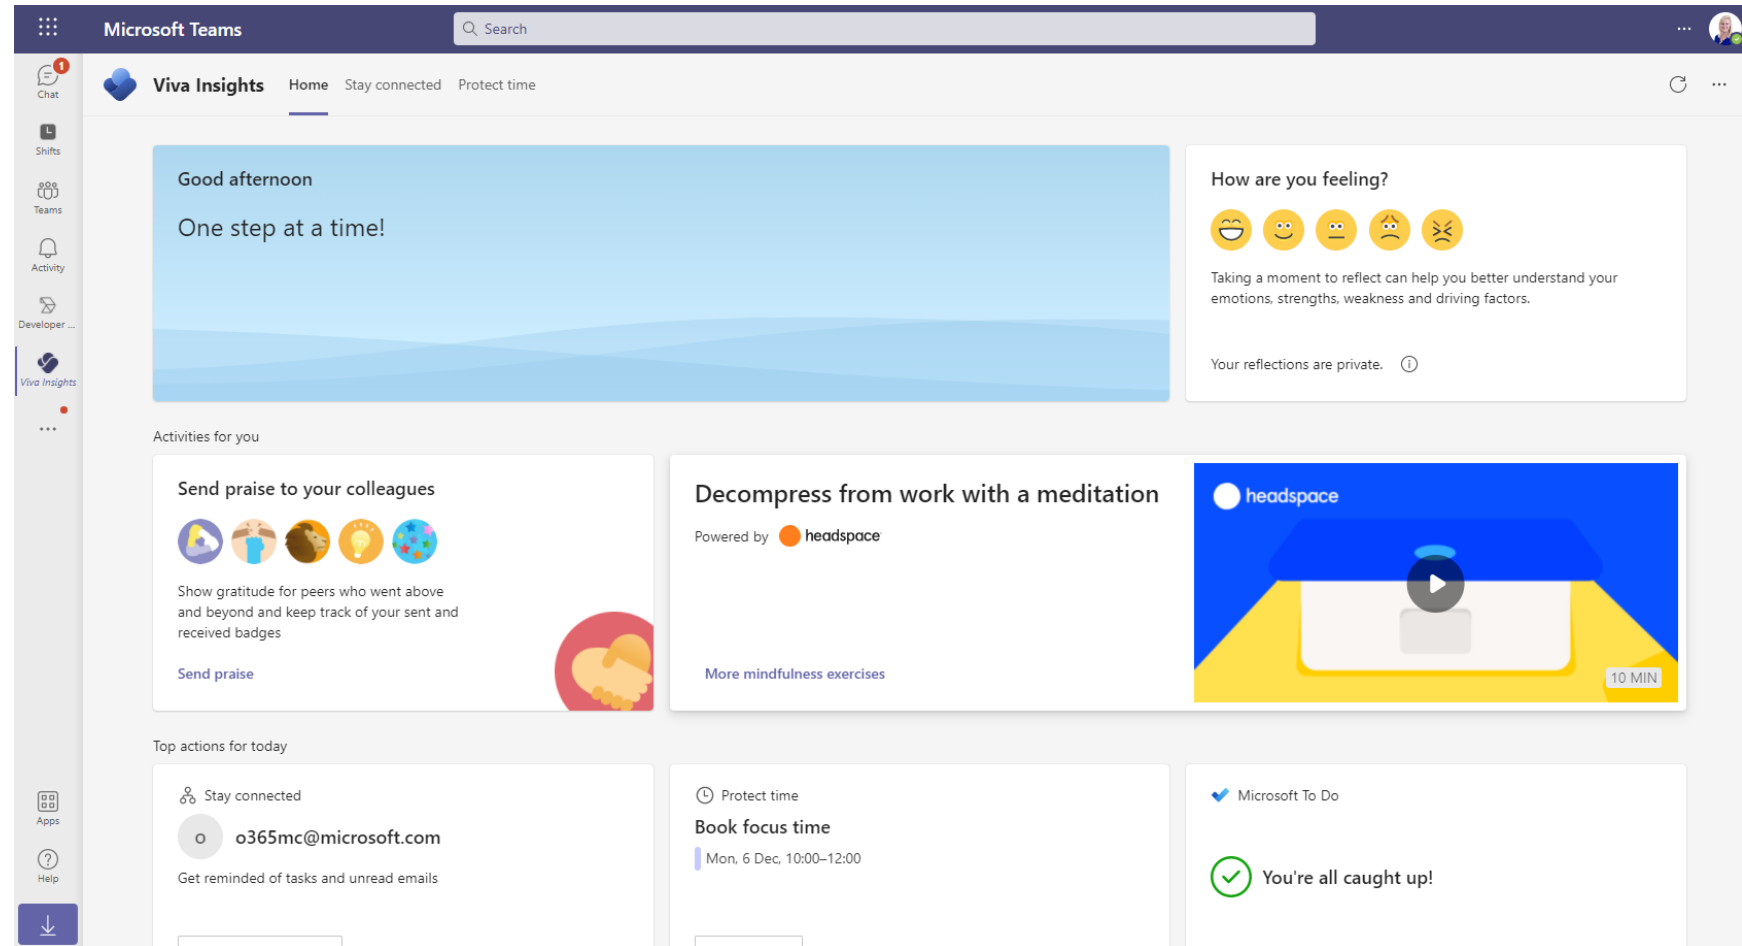 Microsoft Teams
Search
1
Chat
Shifts
Teams
Activity
Developer ...
Viva Insights
Apps
Help
Viva Insights
Home
Stay connected
Protect time
Good afternoon
One step at a time!
How are you feeling?
Taking a moment to reflect can help you better understand your
emotions, strengths, weakness and driving factors.
Your reflections are private.
Activities for you
Send praise to your colleagues
Show gratitude for peers who went above
and beyond and keep track of your sent and
received badges
Send praise
Decompress from work with a meditation
Powered by headspace
More mindfulness exercises
headspace
10 MIN
Top actions for today
Stay connected
o
o365mc@microsoft.com
Get reminded of tasks and unread emails
Protect time
Book focus time
Mon, 6 Dec, 10:00–12:00
Microsoft To Do
You're all caught up!